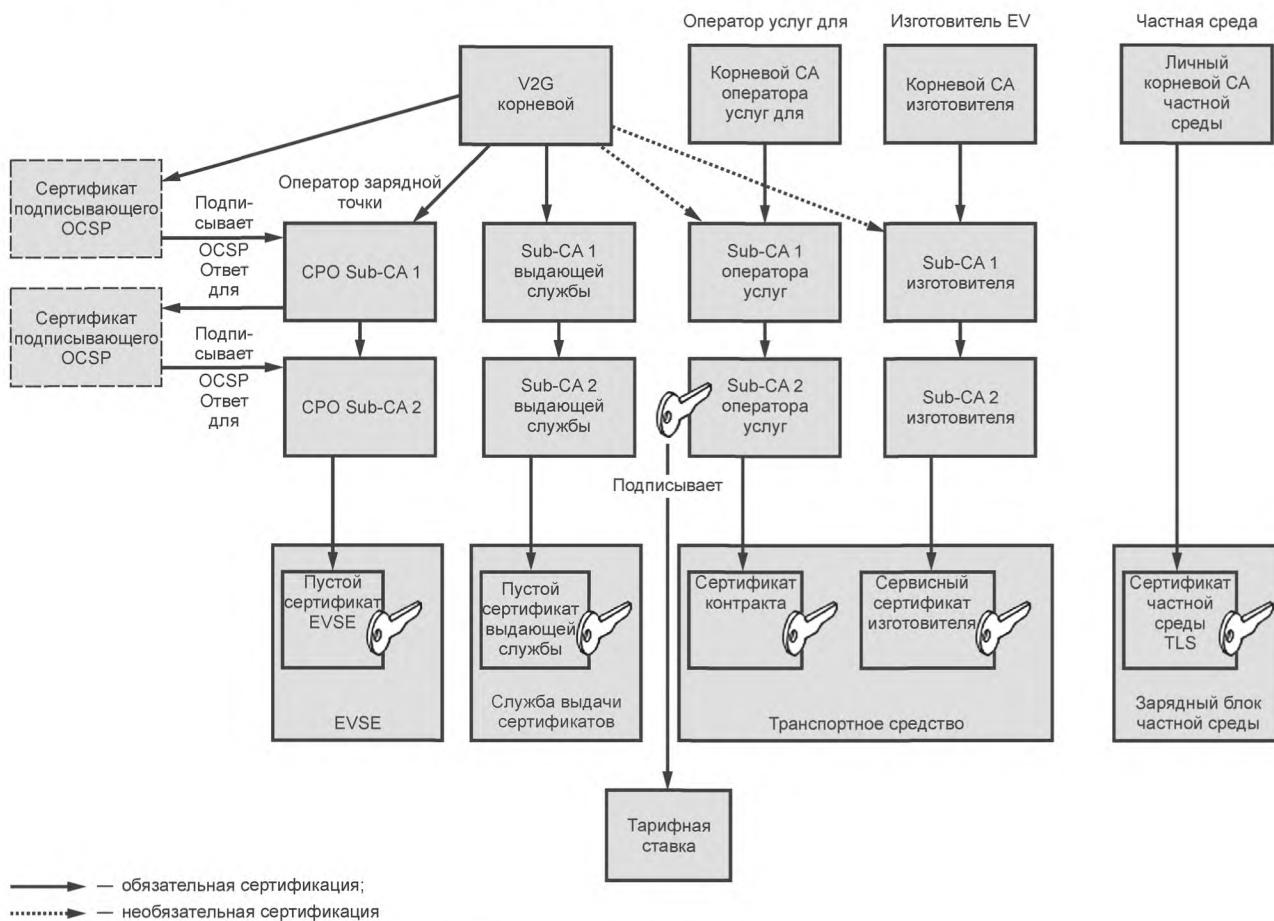 Оператор услуг для
Изготовитель EV
Частная среда
V2G
корневой
Корневой СА
оператора
услуг для
Корневой СА
изготовителя
Личный
корневой СА
частной
среды
Сертификат
подписывающего
OCSP
Подпи-
сывает
OCSP
Ответ
для
Оператор зарядной
точки
CPO Sub-CA 1
Sub-CA 1
выдающей
службы
Sub-CA 1
оператора
услуг
Sub-CA 1
изготовителя
Сертификат
подписывающего
OCSP
Подпи-
сывает
OCSP
Ответ
для
CPO Sub-CA 2
Sub-CA 2
выдающей
службы
Sub-CA 2
оператора
услуг
Sub-CA 2
изготовителя
Подписывает
Пустой
сертификат
EVSE
EVSE
Пустой
сертификат
выдающей
службы
Служба выдачи
сертификатов
Сертификат
контракта
Сервисный
сертификат
изготовителя
Транспортное средство
Сертификат
частной
среды
TLS
Зарядный блок
частной среды
Тарифная
ставка
— обязательная сертификация;
— необязательная сертификация